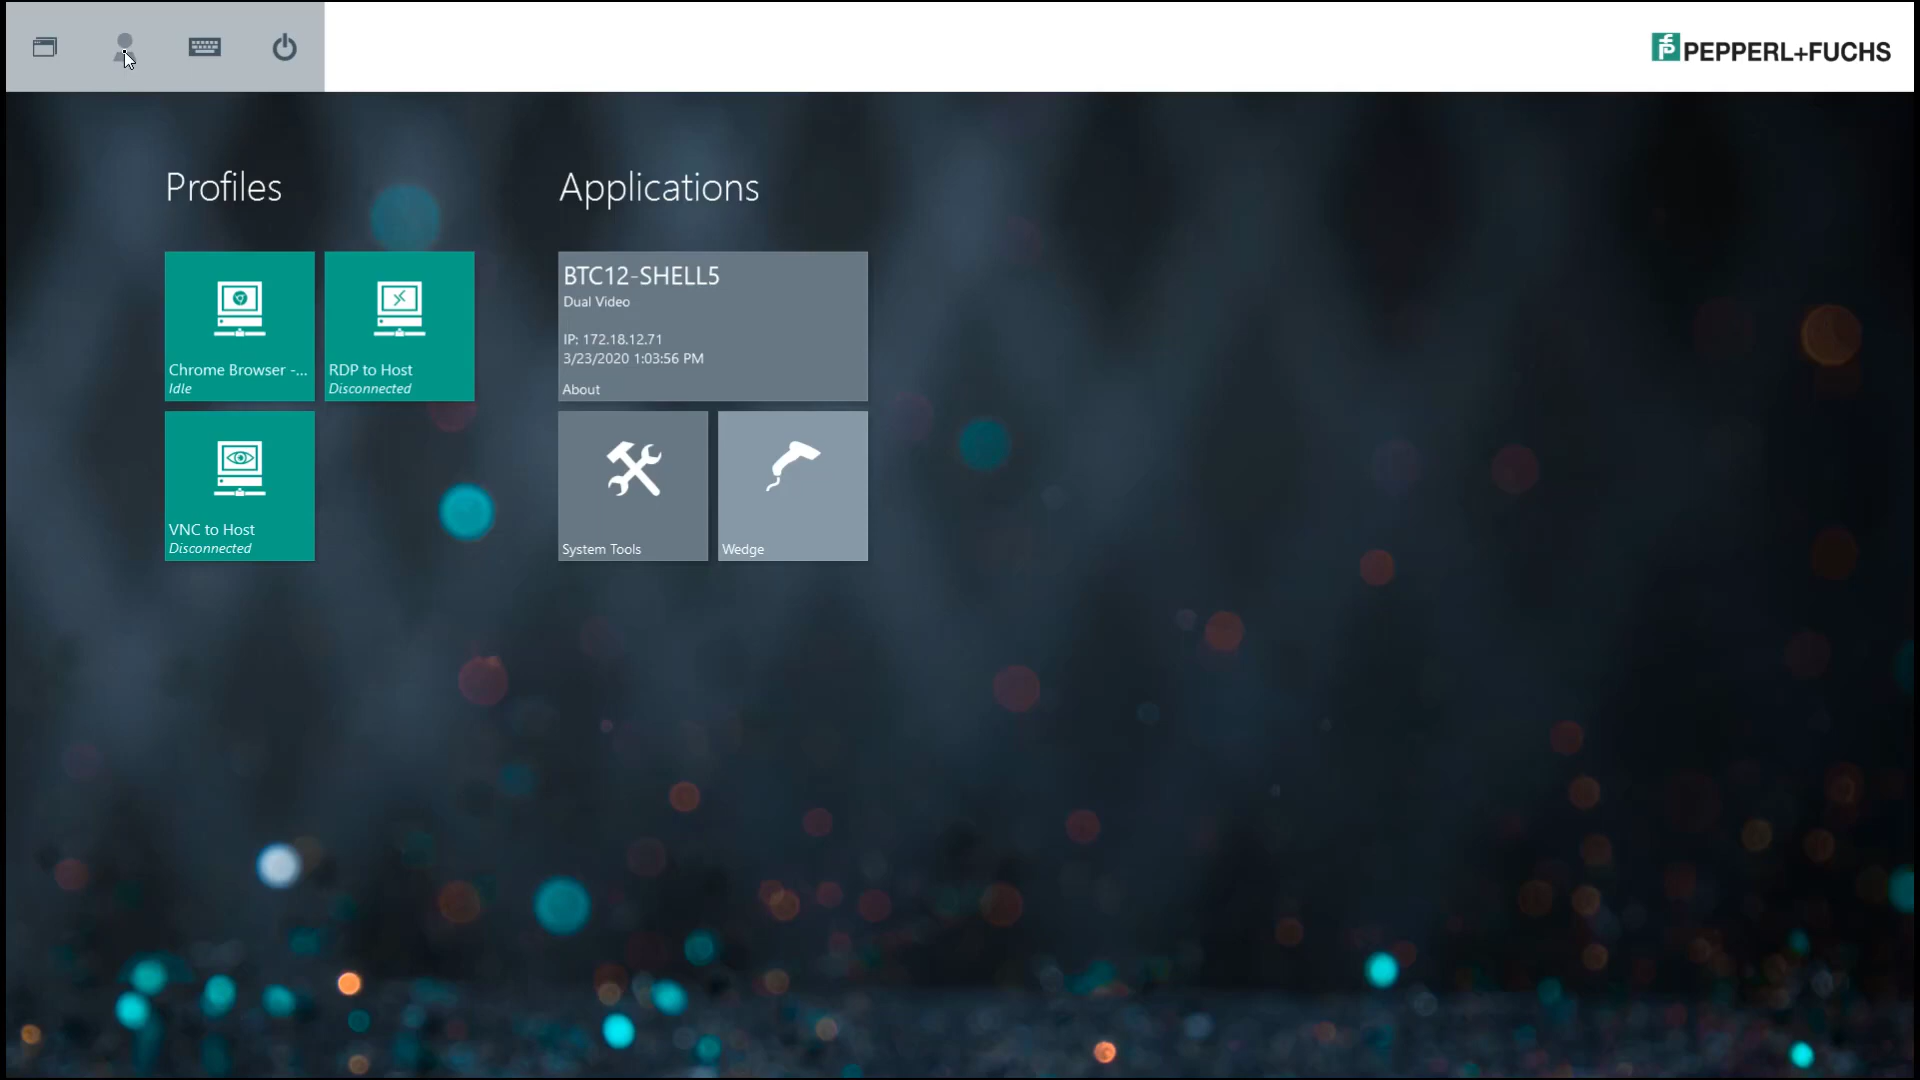 PEPPERL+FUCHS
Profiles
Applications
Chrome Browser -...
Idle
RDP to Host
Disconnected
VNC to Host
Disconnected
BTC12-SHELL5
Dual Video
IP: 172.18.12.71
3/23/2020 1:03:56 PM
About
System Tools
Wedge